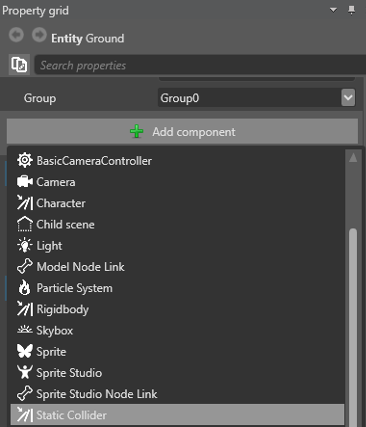 Property grid
Entity Ground
Search properties
Group Group0
Add component
BasicCameraController
Camera
Character
Child scene
Light
Model Node Link
Particle System
Rigidbody
Skybox
Sprite
Sprite Studio
Sprite Studio Node Link
Static Collider